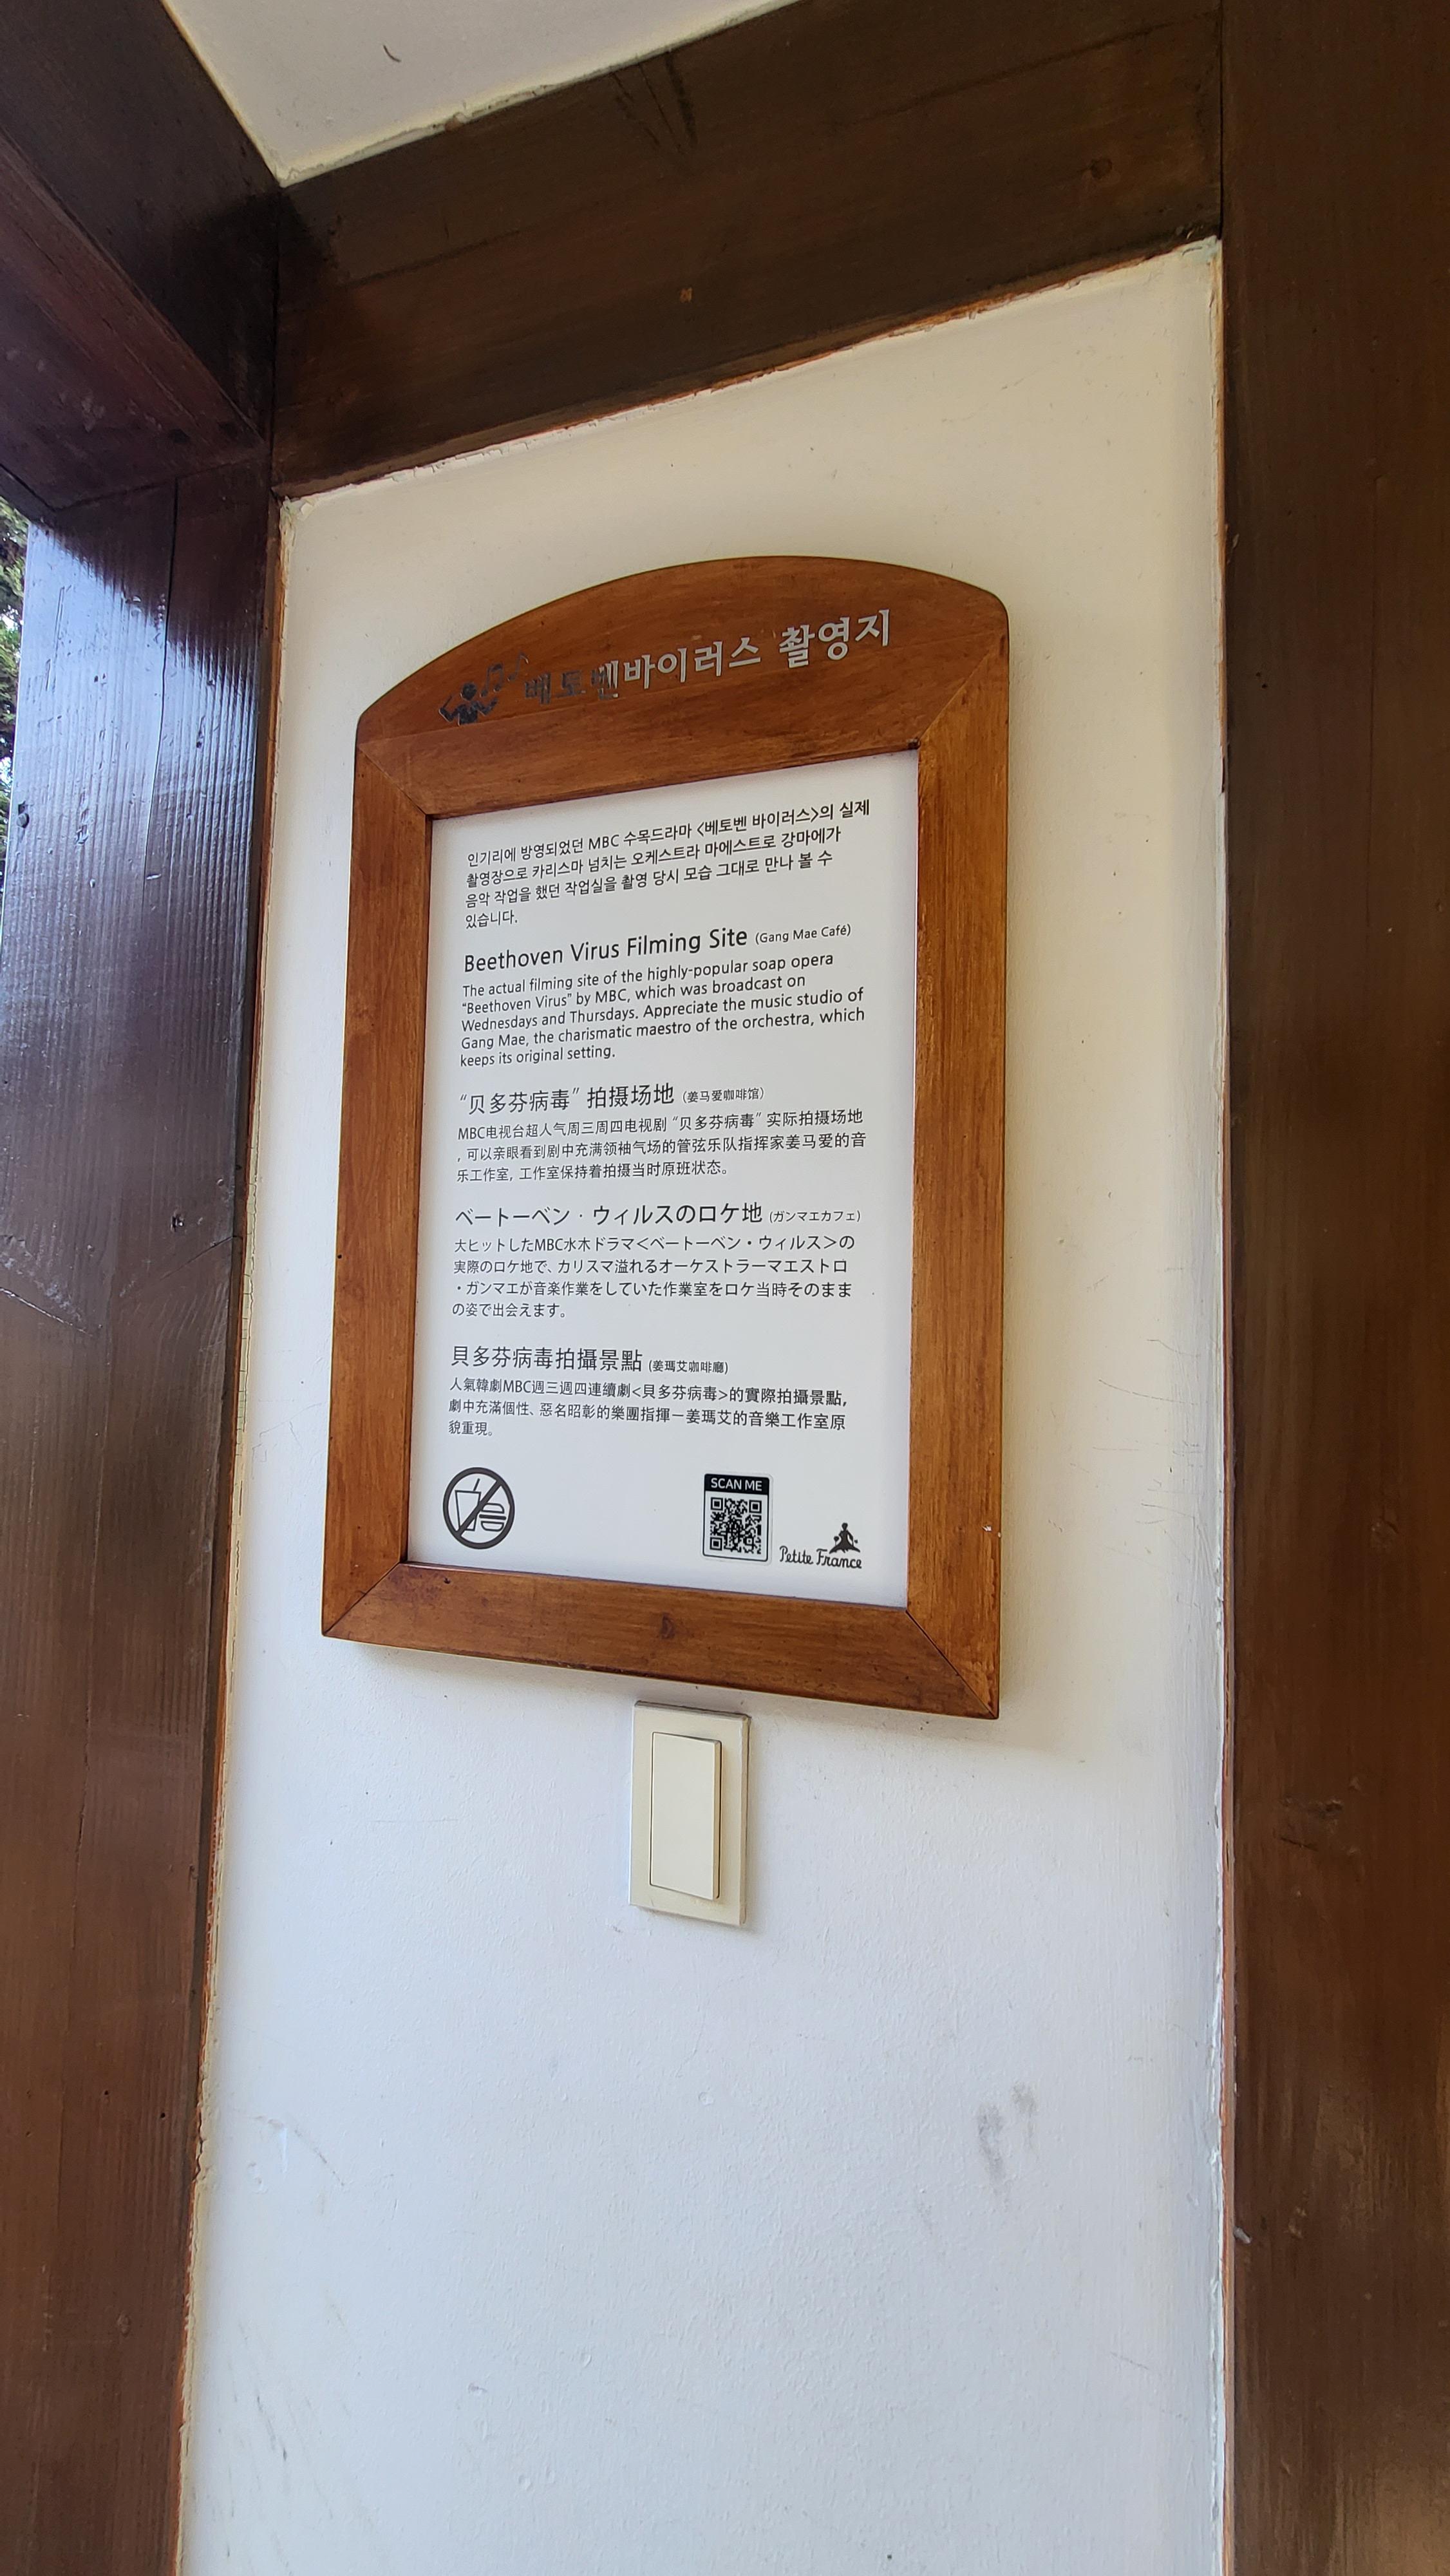 베토벤바이러스 촬영지
인기리에 방영되었던 MBC 수목드라마 <베토벤 바이러스>의 실제
촬영장으로 카리스마 넘치는 오케스트라 마에스트로 강마에가
음악 작업을 했던 작업실을 촬영 당시 모습 그대로 만나 볼 수
있습니다.
Beethoven Virus Filming Site (Gang Mae Café)
The actual filming site of the highly-popular soap opera
"Beethoven Virus" by MBC, which was broadcast on
Wednesdays and Thursdays. Appreciate the music studio of
Gang Mae, the charismatic maestro of the orchestra, which
keeps its original setting.
“贝多芬病毒” 拍摄场地 (姜马爱咖啡馆)
MBC电视台超人气周三周四电视剧 “贝多芬病毒” 实际拍摄场地
, 可以亲眼看到剧中充满领袖气场的管弦乐队指挥家姜马爱的音
乐工作室, 工作室保持着拍摄当时原班状态。
ベートーベン・ウィルスのロケ地 (ガンマエカフェ)
大ヒットしたMBC水木ドラマ<ベートーベン・ウィルス>の
実際のロケ地で、カリスマ溢れるオーケストラーマエストロ
・ガンマエが音楽作業をしていた作業室をロケ当時そのまま
の姿で出会えます。
貝多芬病毒拍攝景點 (姜瑪艾咖啡廳)
人氣韓劇MBC週三週四連續劇<貝多芬病毒>的實際拍攝景點,
劇中充滿個性、惡名昭彰的樂團指揮－姜瑪艾的音樂工作室原
貌重現。
SCAN ME
Petite France